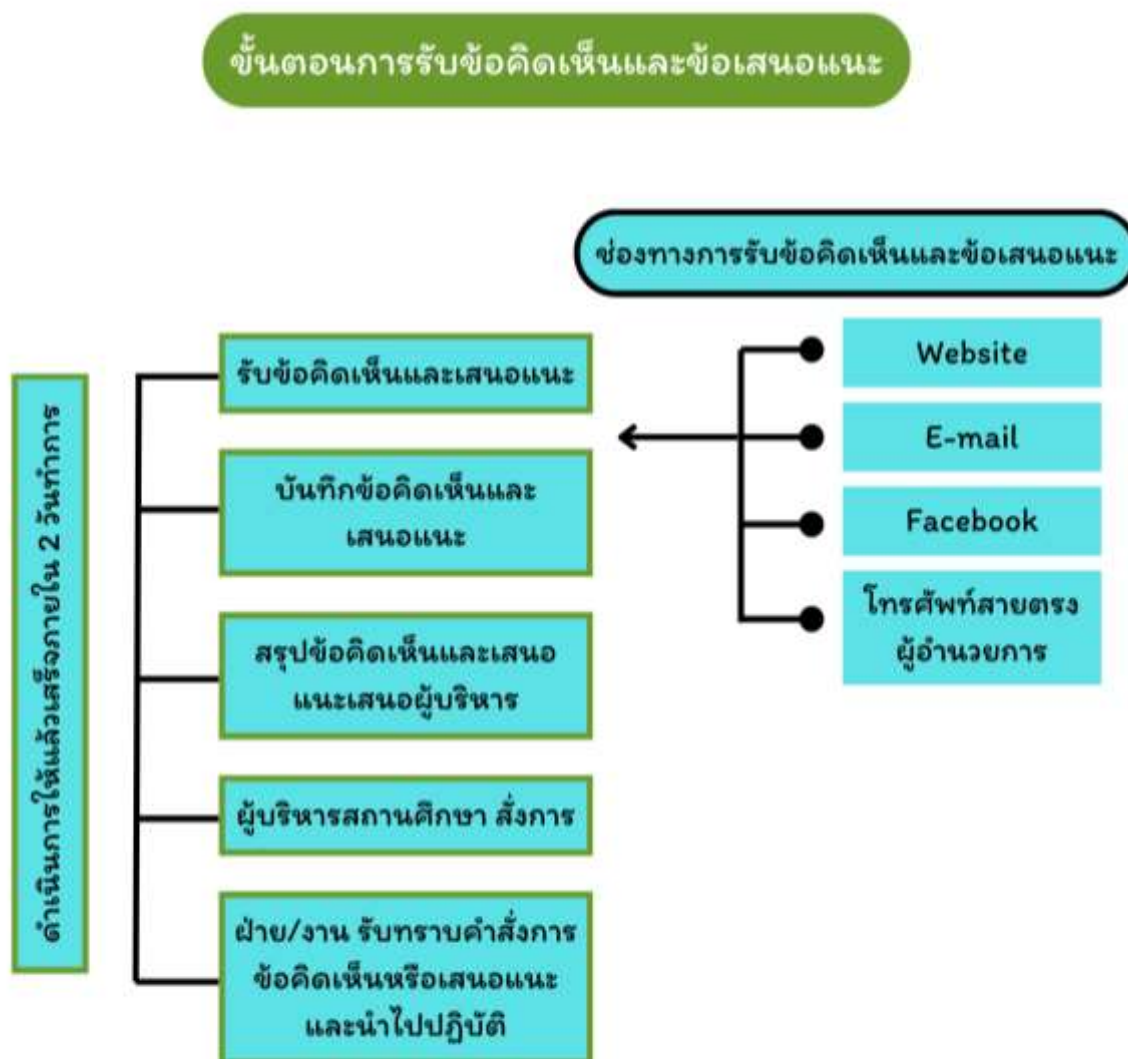 ขั้นตอนการรับข้อคิดเห็นและข้อเสนอแนะ
ช่องทางการรับข้อคิดเห็นและข้อเสนอแนะ
ดำเนินการให้แล้วเสร็จภายใน 2 วันทำการ
รับข้อคิดเห็นและเสนอแนะ
บันทึกข้อคิดเห็นและ
เสนอแนะ
สรุปข้อคิดเห็นและเสนอ
แนะเสนอผู้บริหาร
ผู้บริหารสถานศึกษา สั่งการ
ฝ่าย/งาน รับทราบคำสั่งการ
ข้อคิดเห็นหรือเสนอแนะ
และนำไปปฏิบัติ
Website
E-mail
Facebook
โทรศัพท์สายตรง
ผู้อำนวยการ